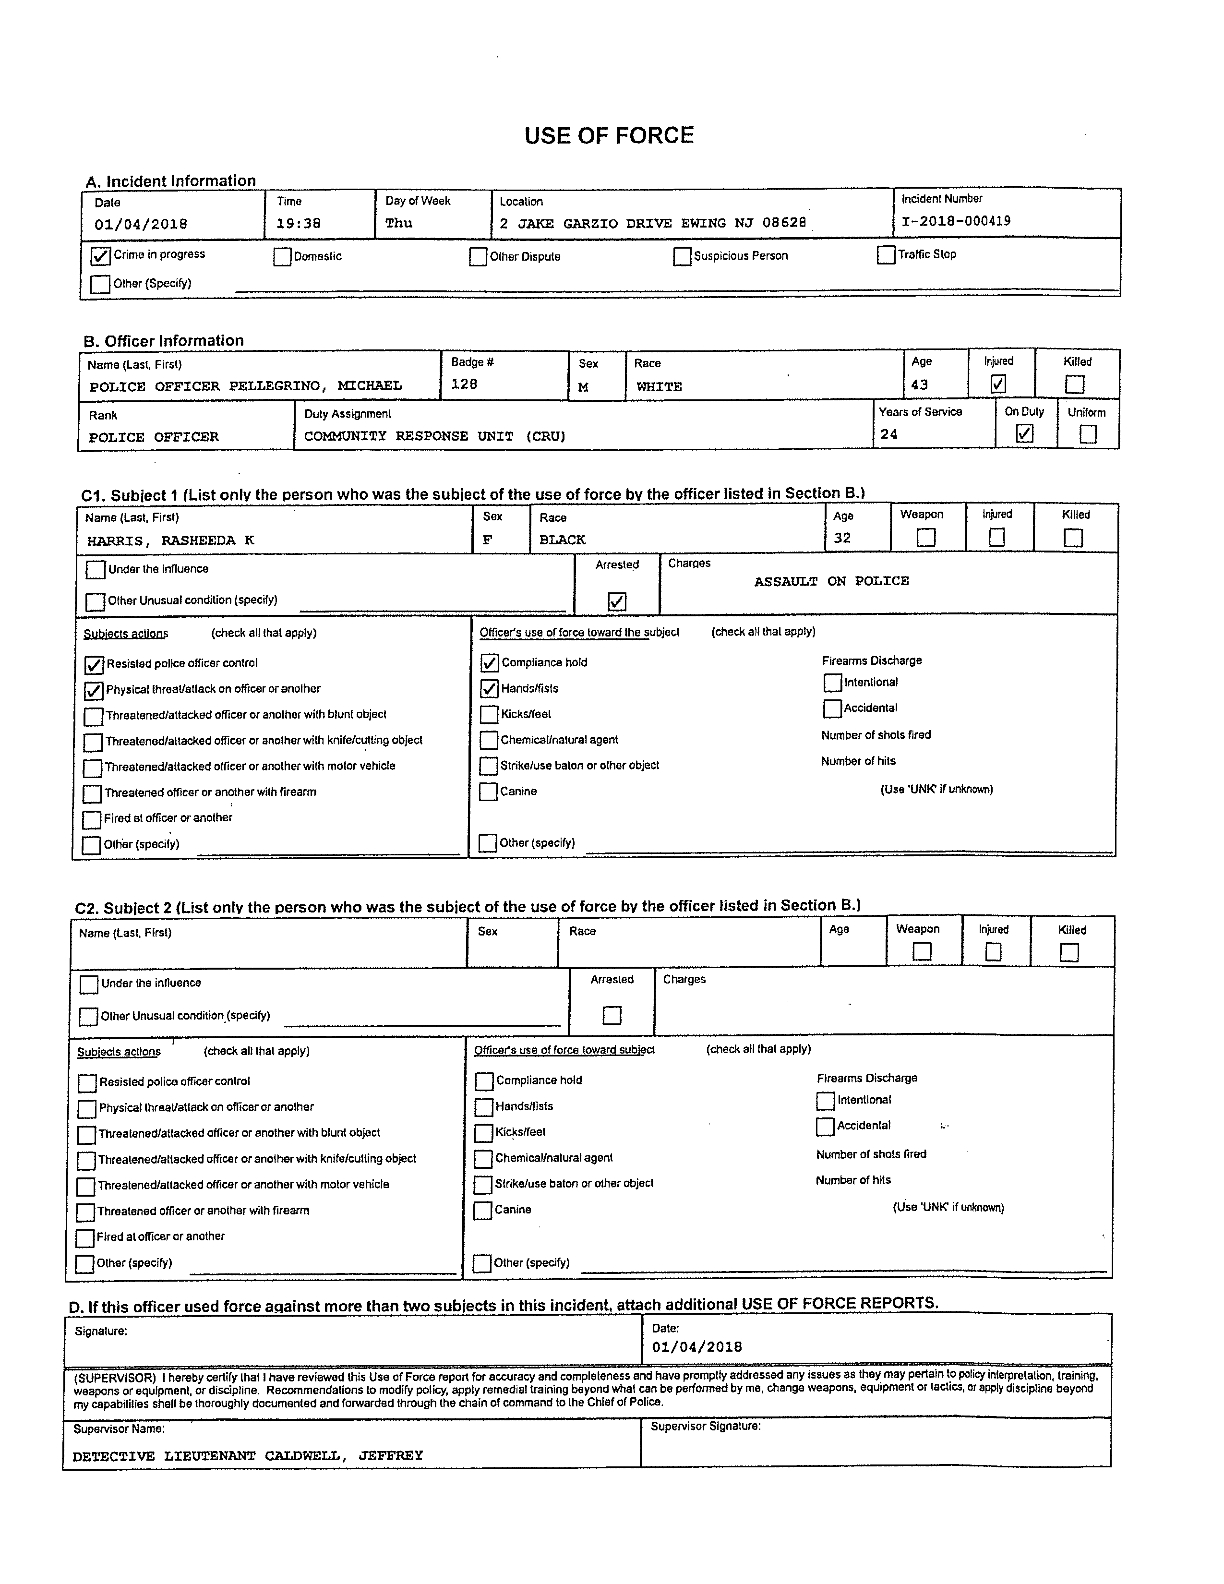 USE OF FORCE
A. Incident Information
Date Time Day of Week Location Incident Number
01/04/2018 19:38 Thu 2 JAKE GARZIO DRIVE EWING NJ 08628 I-2018-000419
Crime in progress Domestic Other Dispute Suspicious Person Traffic Stop
Other (Specify)
B. Officer Information
Name (Last, First) Badge # Sex Race Age Injured Killed
POLICE OFFICER PELLEGRINO, MICHAEL 128 M WHITE 43
Rank Duty Assignment Years of Service On Duty Uniform
POLICE OFFICER COMMUNITY RESPONSE UNIT (CRU) 24
C1. Subject 1 (List only the person who was the subject of the use of force by the officer listed in Section B.)
Name (Last, First) Sex Race Age Weapon Injured Killed
HARRIS, RASHEEDA K F BLACK 32
Under the influence Arrested Charges
ASSAULT ON POLICE
Other Unusual condition (specify)
Subjects actions (check all that apply) Officer's use of force toward the subject (check all that apply)
Resisted police officer control Compliance hold Firearms Discharge
Physical threat/attack on officer or another Hands/fists Intentional
Threatened/attacked officer or another with blunt object Kicks/feet Accidental
Threatened/attacked officer or another with knife/cutting object Chemical/natural agent Number of shots fired
Threatened/attacked officer or another with motor vehicle Strike/use baton or other object Number of hits
Threatened officer or another with firearm Canine (Use 'UNK' if unknown)
Fired at officer or another
Other (specify) Other (specify)
C2. Subject 2 (List only the person who was the subject of the use of force by the officer listed in Section B.)
Name (Last, First) Sex Race Age Weapon Injured Killed
Under the influence Arrested Charges
Other Unusual condition (specify)
Subjects actions (check all that apply) Officer's use of force toward subject (check all that apply)
Resisted police officer control Compliance hold Firearms Discharge
Physical threat/attack on officer or another Hands/fists Intentional
Threatened/attacked officer or another with blunt object Kicks/feet Accidental
Threatened/attacked officer or another with knife/cutting object Chemical/natural agent Number of shots fired
Threatened/attacked officer or another with motor vehicle Strike/use baton or other object Number of hits
Threatened officer or another with firearm Canine (Use 'UNK' if unknown)
Fired at officer or another
Other (specify) Other (specify)
D. If this officer used force against more than two subjects in this incident, attach additional USE OF FORCE REPORTS.
Signature: Date:
01/04/2018
(SUPERVISOR) I hereby certify that I have reviewed this Use of Force report for accuracy and completeness and have promptly addressed any issues as they may pertain to policy interpretation, training,
weapons or equipment, or discipline. Recommendations to modify policy, apply remedial training beyond what can be performed by me, change weapons, equipment or tactics, or apply discipline beyond
my capabilities shall be thoroughly documented and forwarded through the chain of command to the Chief of Police.
Supervisor Name: Supervisor Signature:
DETECTIVE LIEUTENANT CALDWELL, JEFFREY